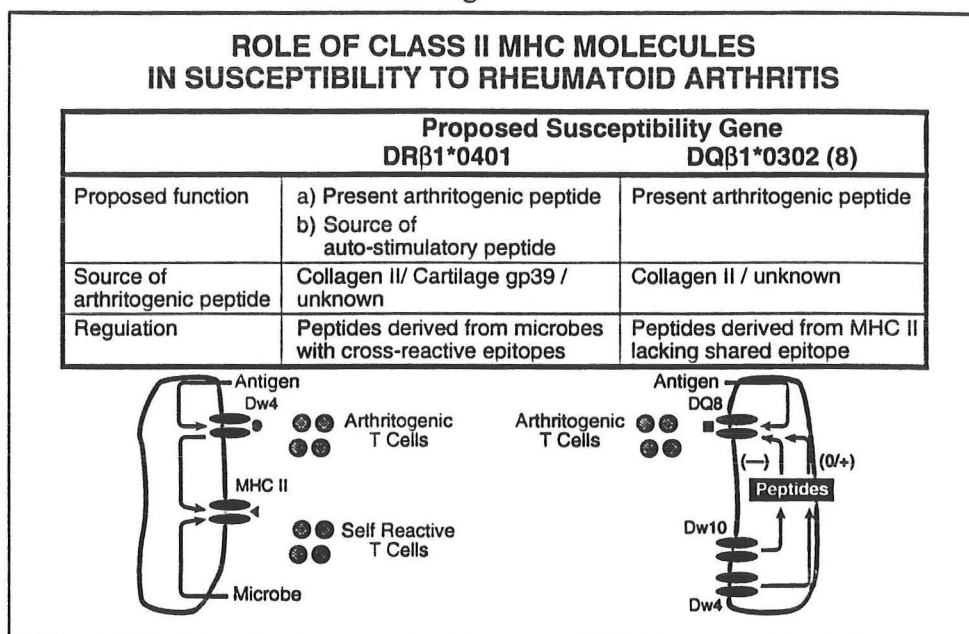 ROLE OF CLASS II MHC MOLECULES
IN SUSCEPTIBILITY TO RHEUMATOID ARTHRITIS
Proposed Susceptibility Gene
DRβ1*0401 DQβ1*0302 (8)
Proposed function
a) Present arthritogenic peptide
b) Source of
auto-stimulatory peptide
Present arthritogenic peptide
Source of
arthritogenic peptide
Collagen II/ Cartilage gp39 /
unknown
Collagen II / unknown
Regulation
Peptides derived from microbes
with cross-reactive epitopes
Peptides derived from MHC II
lacking shared epitope
Antigen
Dw4
Arthritogenic
T Cells
MHC II
Self Reactive
T Cells
Microbe
Antigen
DQ8
Arthritogenic
T Cells
(—) (0/+)
Peptides
Dw10
Dw4